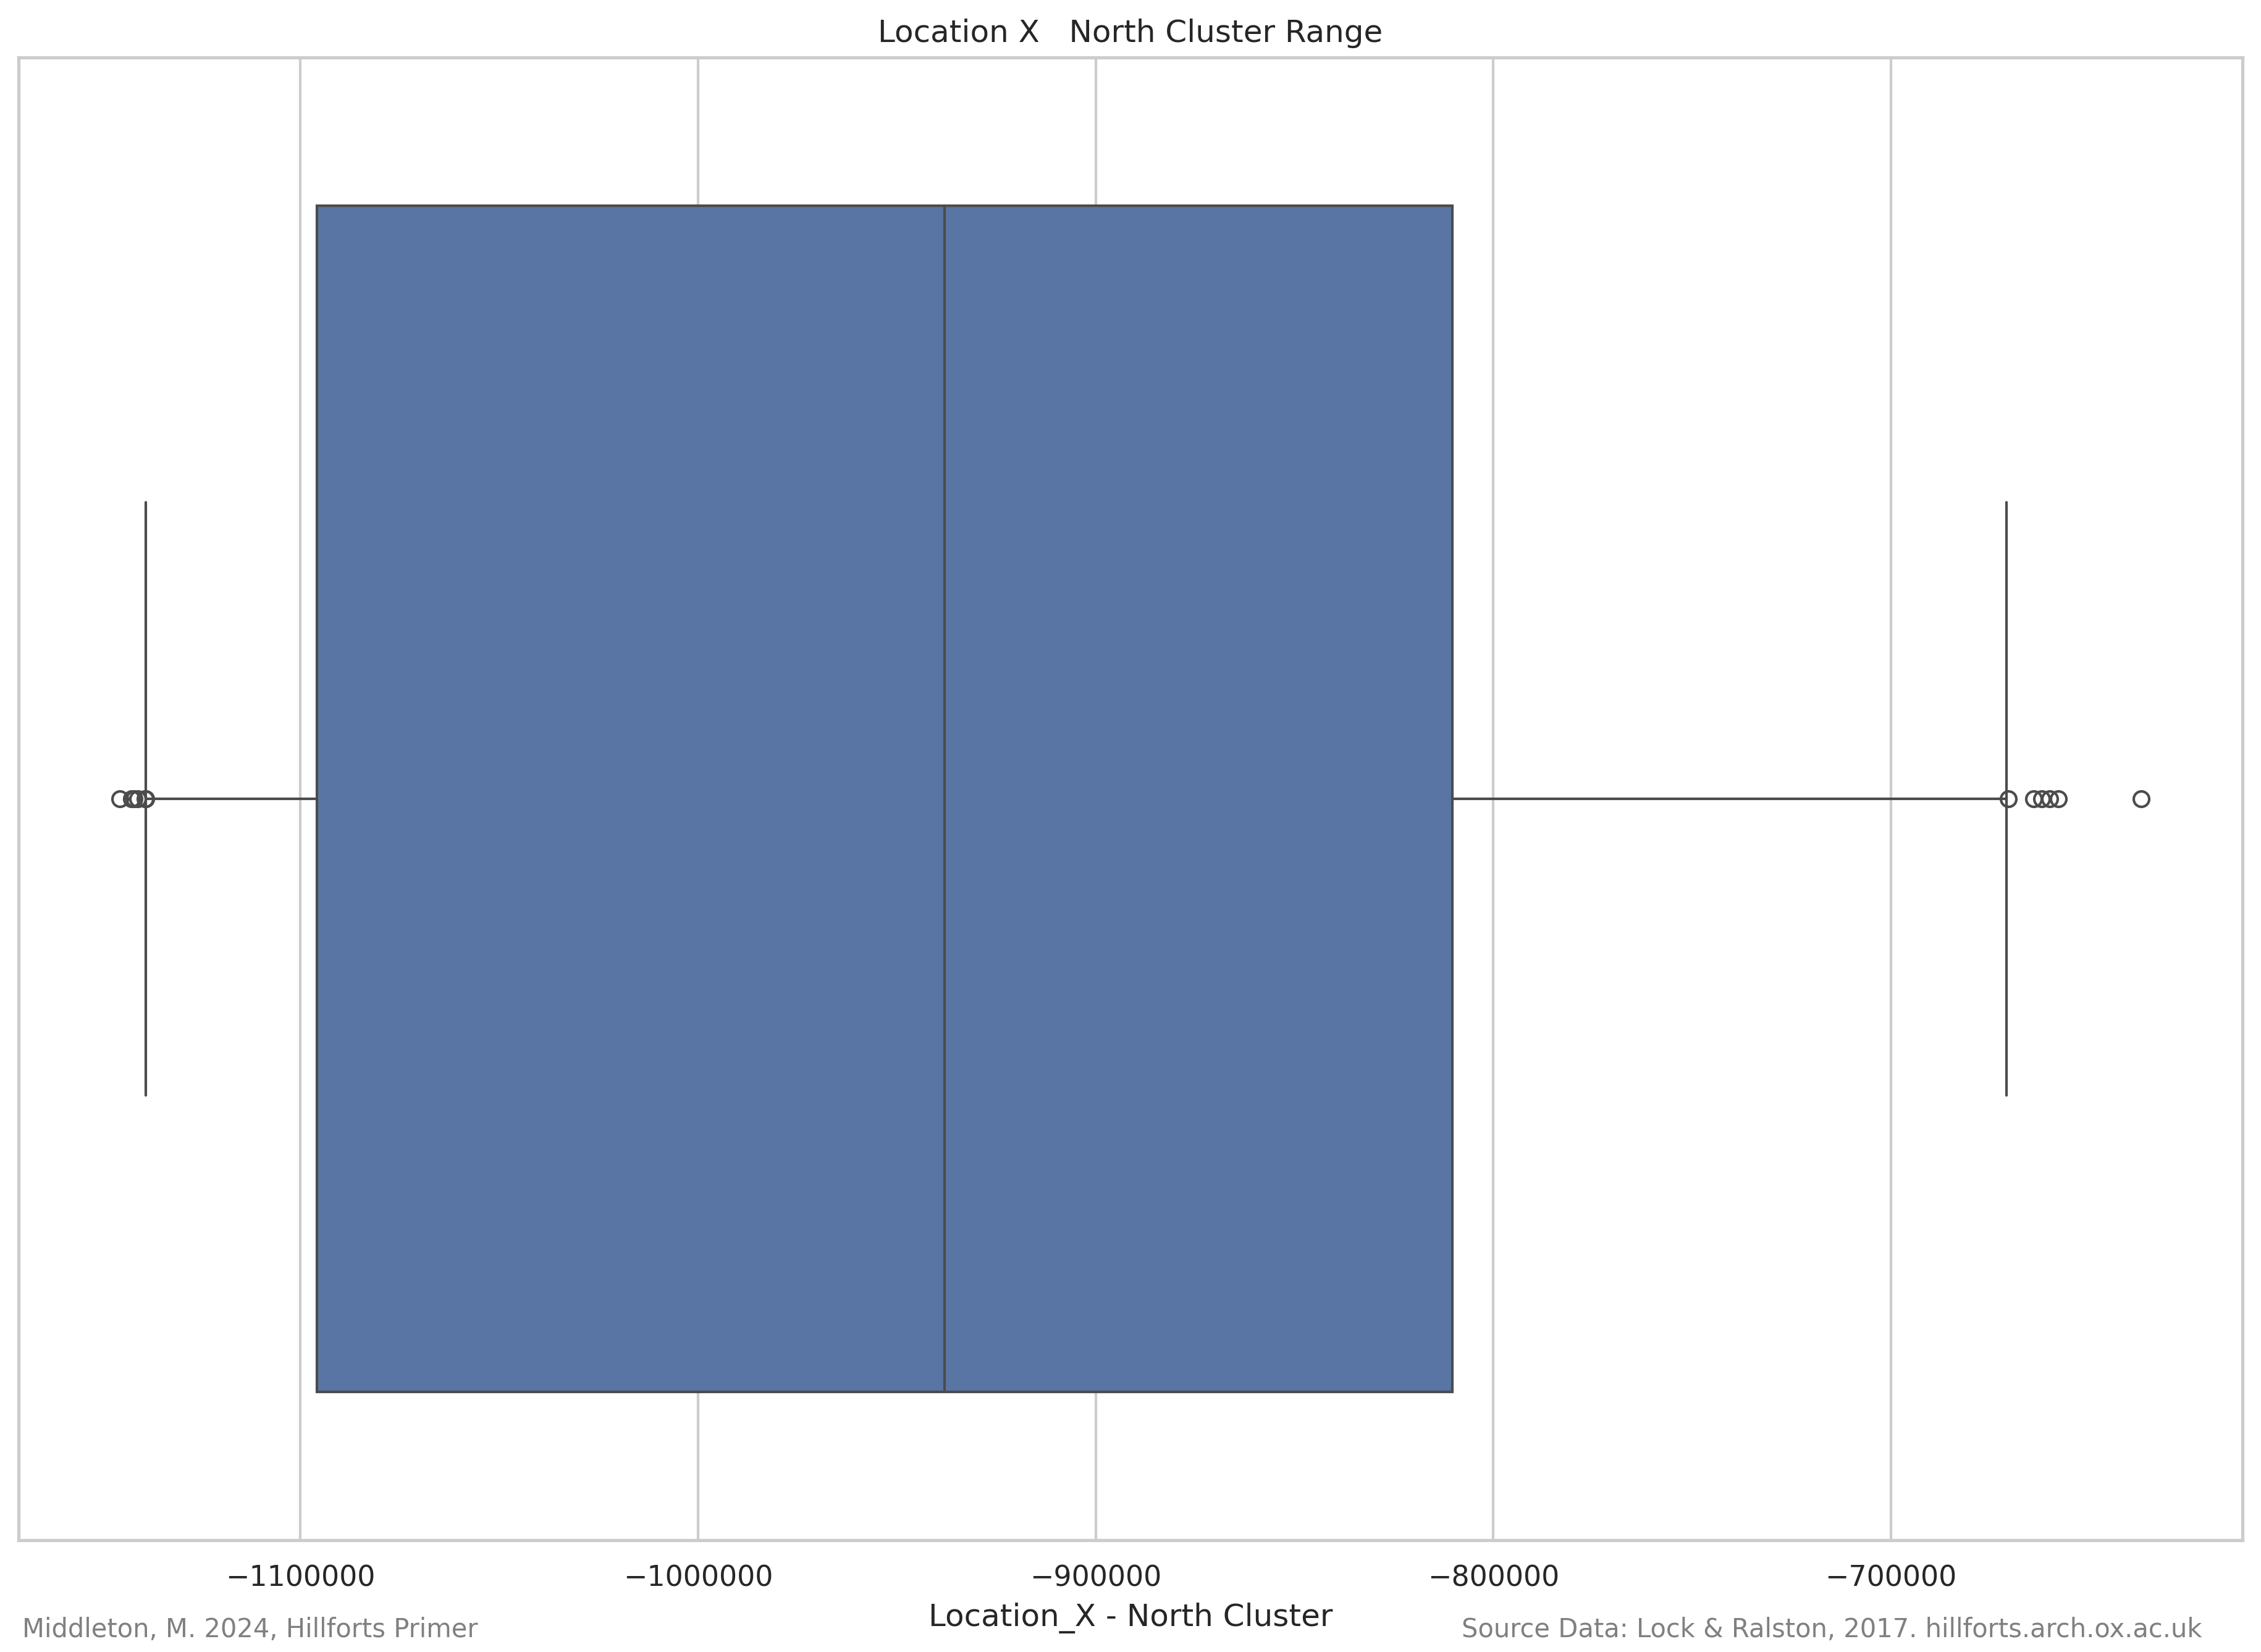 Location X   North Cluster Range
−1100000 −1000000 −900000 −800000 −700000
Location_X - North Cluster
Middleton, M. 2024, Hillforts Primer
Source Data: Lock & Ralston, 2017. hillforts.arch.ox.ac.uk